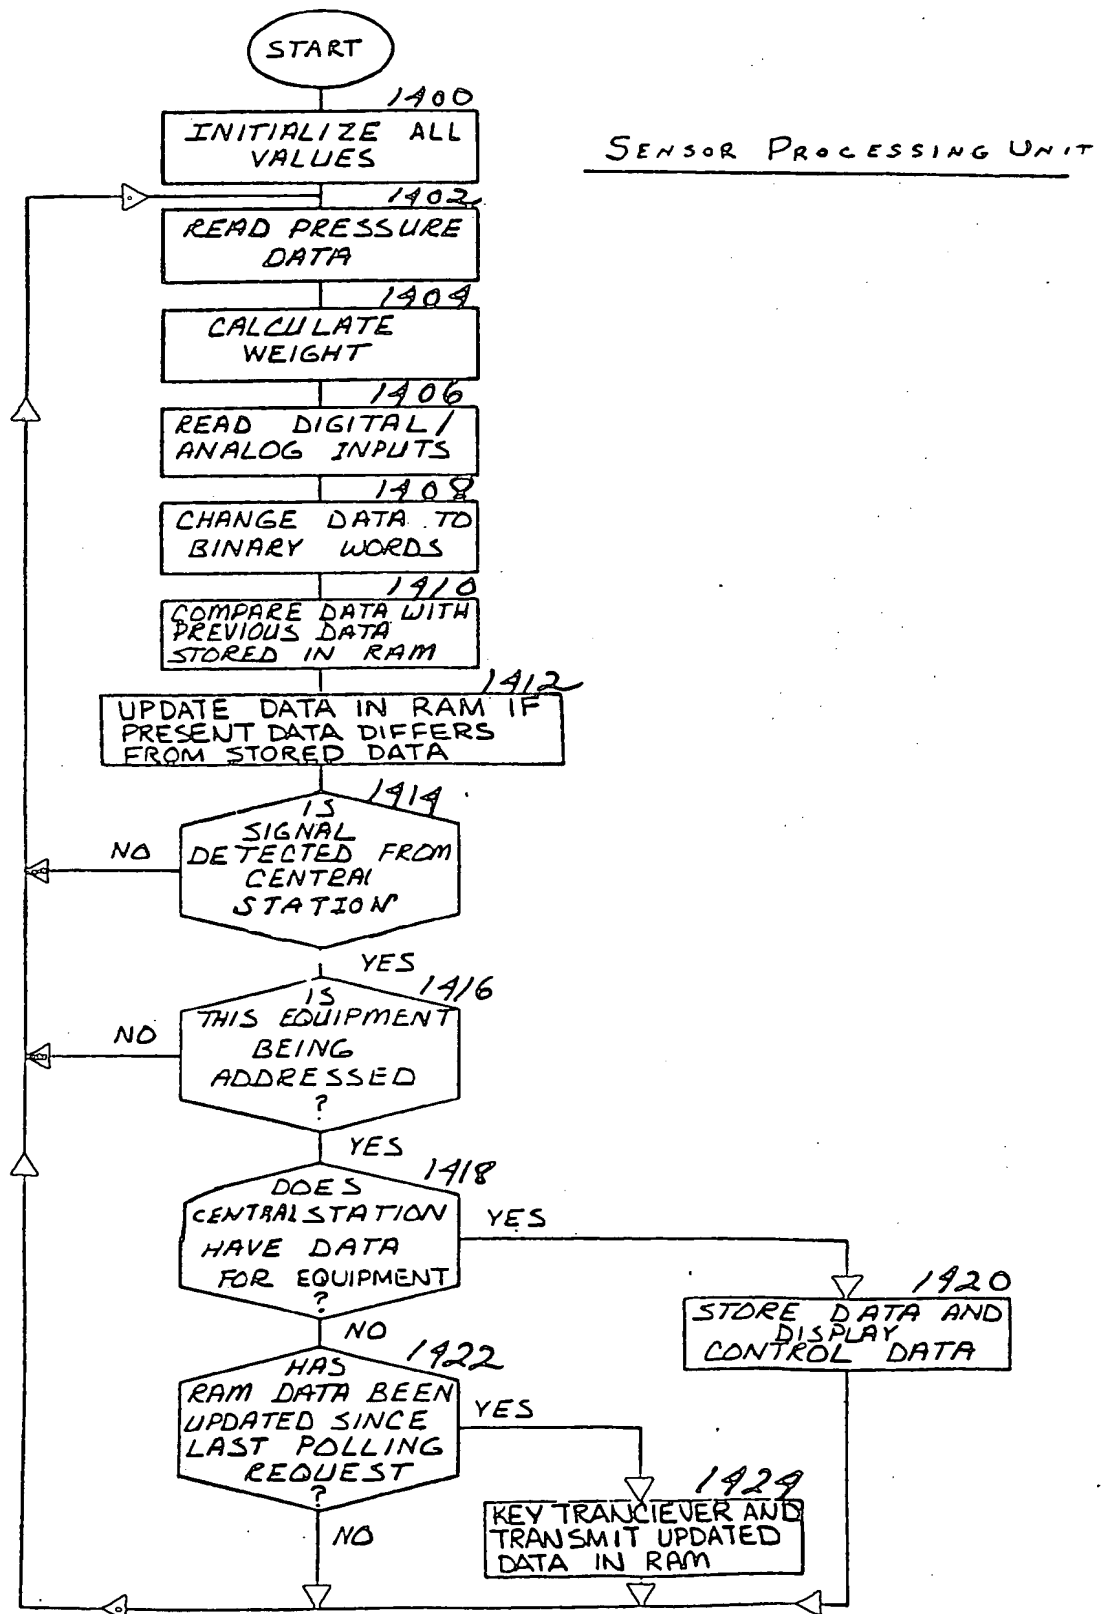 START
1400
INITIALIZE ALL
VALUES
SENSOR PROCESSING UNIT
1402
READ PRESSURE
DATA
1404
CALCULATE
WEIGHT
1406
READ DIGITAL/
ANALOG INPUTS
1408
CHANGE DATA TO
BINARY WORDS
1410
COMPARE DATA WITH
PREVIOUS DATA
STORED IN RAM
1412
UPDATE DATA IN RAM IF
PRESENT DATA DIFFERS
FROM STORED DATA
1414
IS
SIGNAL
DETECTED FROM
CENTRAL
STATION
NO
YES
1416
IS
THIS EQUIPMENT
BEING
ADDRESSED
?
NO
YES
1418
DOES
CENTRAL STATION
HAVE DATA
FOR EQUIPMENT
?
YES
NO
1420
STORE DATA AND
DISPLAY
CONTROL DATA
1422
HAS
RAM DATA BEEN
UPDATED SINCE
LAST POLLING
REQUEST
?
YES
NO
1424
KEY TRANCIEVER AND
TRANSMIT UPDATED
DATA IN RAM